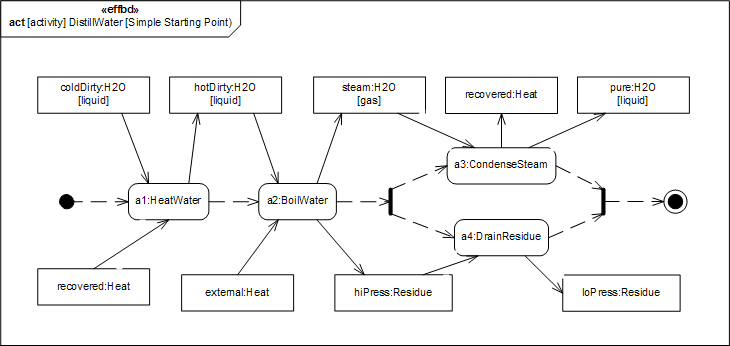 «effbd»
act [activity] DistillWater [Simple Starting Point)
coldDirty:H2O
[liquid]
hotDirty:H2O
[liquid]
steam:H2O
[gas]
recovered:Heat
pure:H2O
[liquid]
a3:CondenseSteam
a1:HeatWater
a2:BoilWater
a4:DrainResidue
recovered:Heat
external:Heat
hiPress:Residue
loPress:Residue